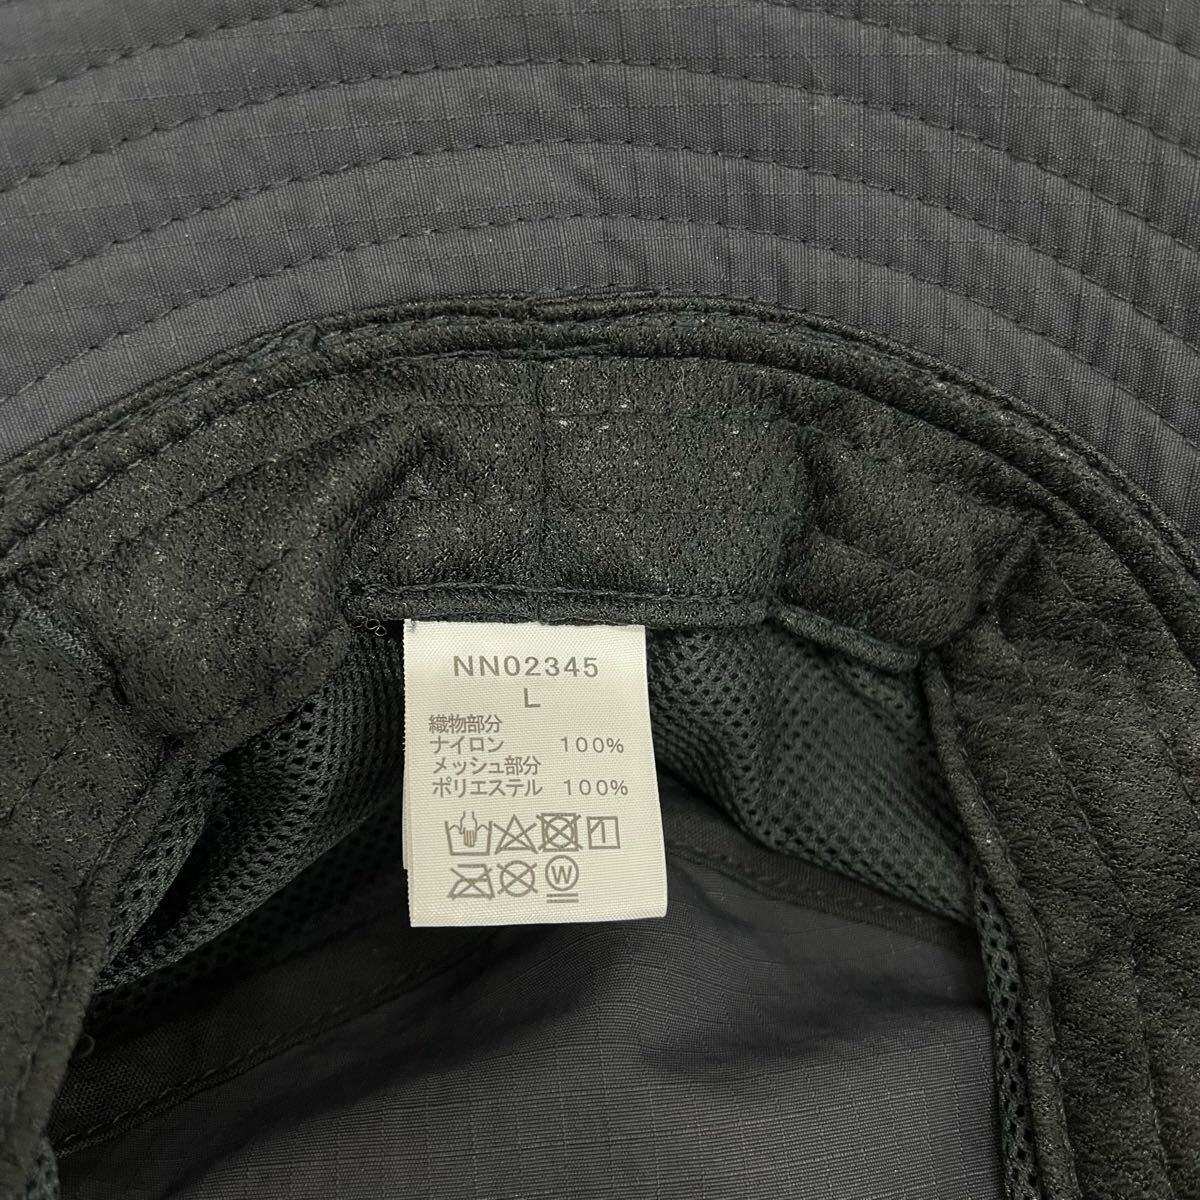 NN02345
L
織物部分
ナイロン 100%
メッシュ部分
ポリエステル 100%
W